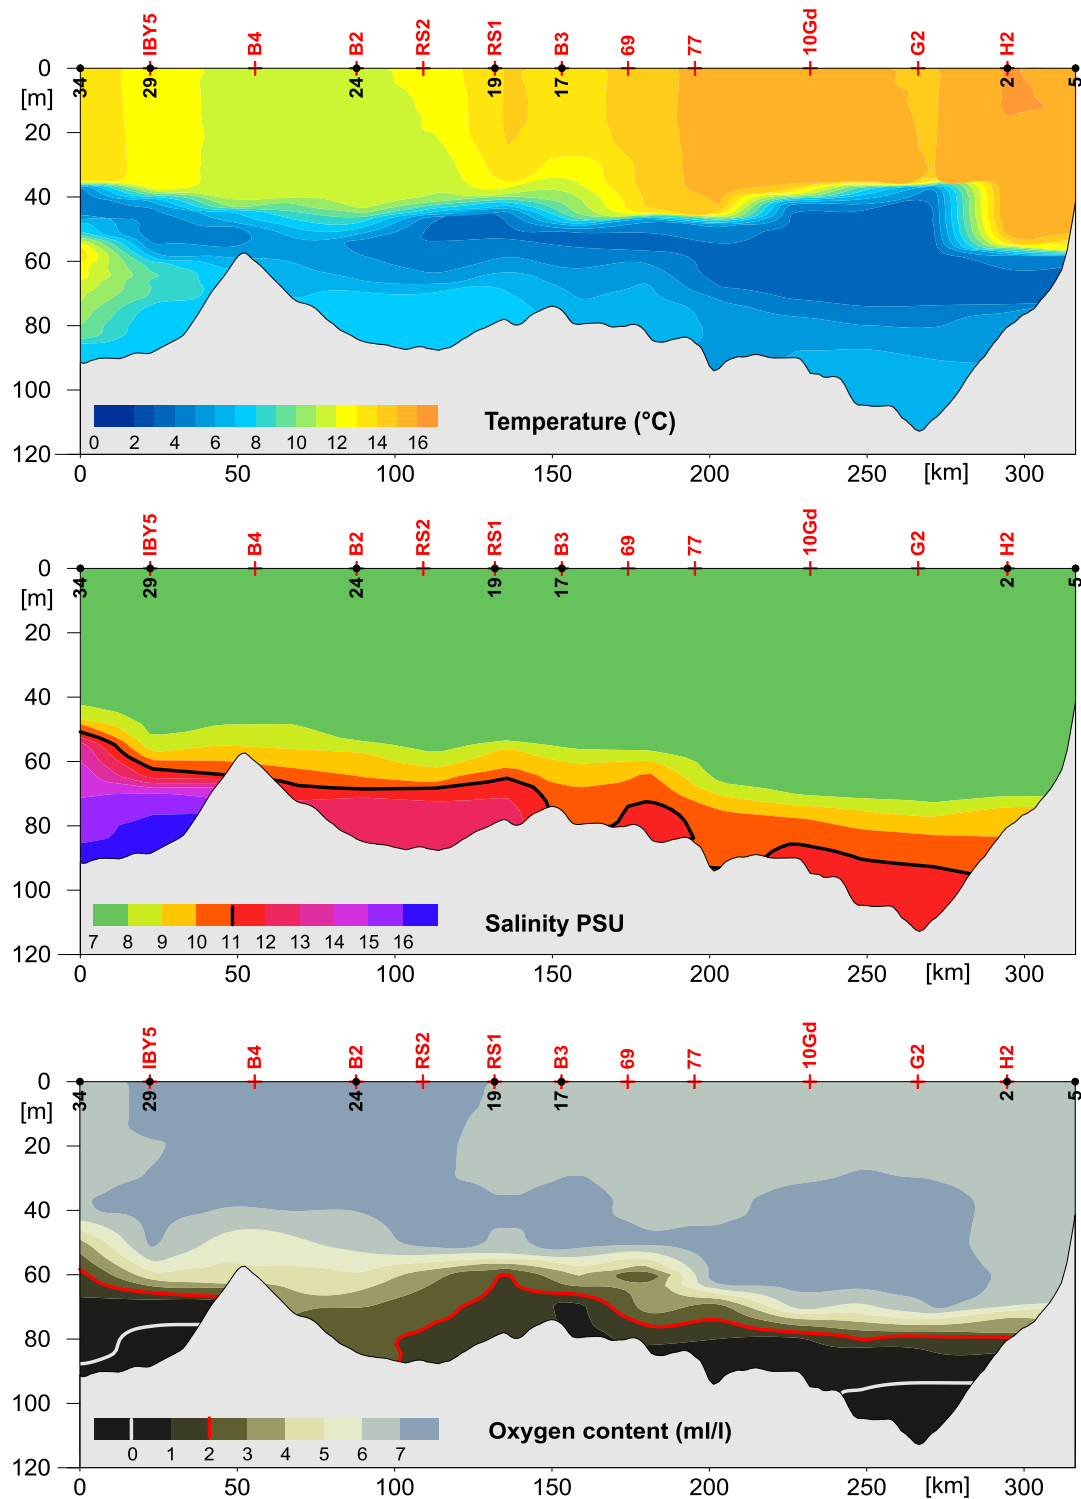 IBY5 B4 B2 RS2 RS1 B3 69 77 10Gd G2 H2
0
34 29 24 19 17 2 5
[m]
20
40
60
80
100
0 2 4 6 8 10 12 14 16
Temperature (°C)
120
0 50 100 150 200 250 [km] 300
IBY5 B4 B2 RS2 RS1 B3 69 77 10Gd G2 H2
0
34 29 24 19 17 2 5
[m]
20
40
60
80
100
7 8 9 10 11 12 13 14 15 16
Salinity PSU
120
0 50 100 150 200 250 [km] 300
IBY5 B4 B2 RS2 RS1 B3 69 77 10Gd G2 H2
0
34 29 24 19 17 2 5
[m]
20
40
60
80
100
0 1 2 3 4 5 6 7
Oxygen content (ml/l)
120
0 50 100 150 200 250 [km] 300